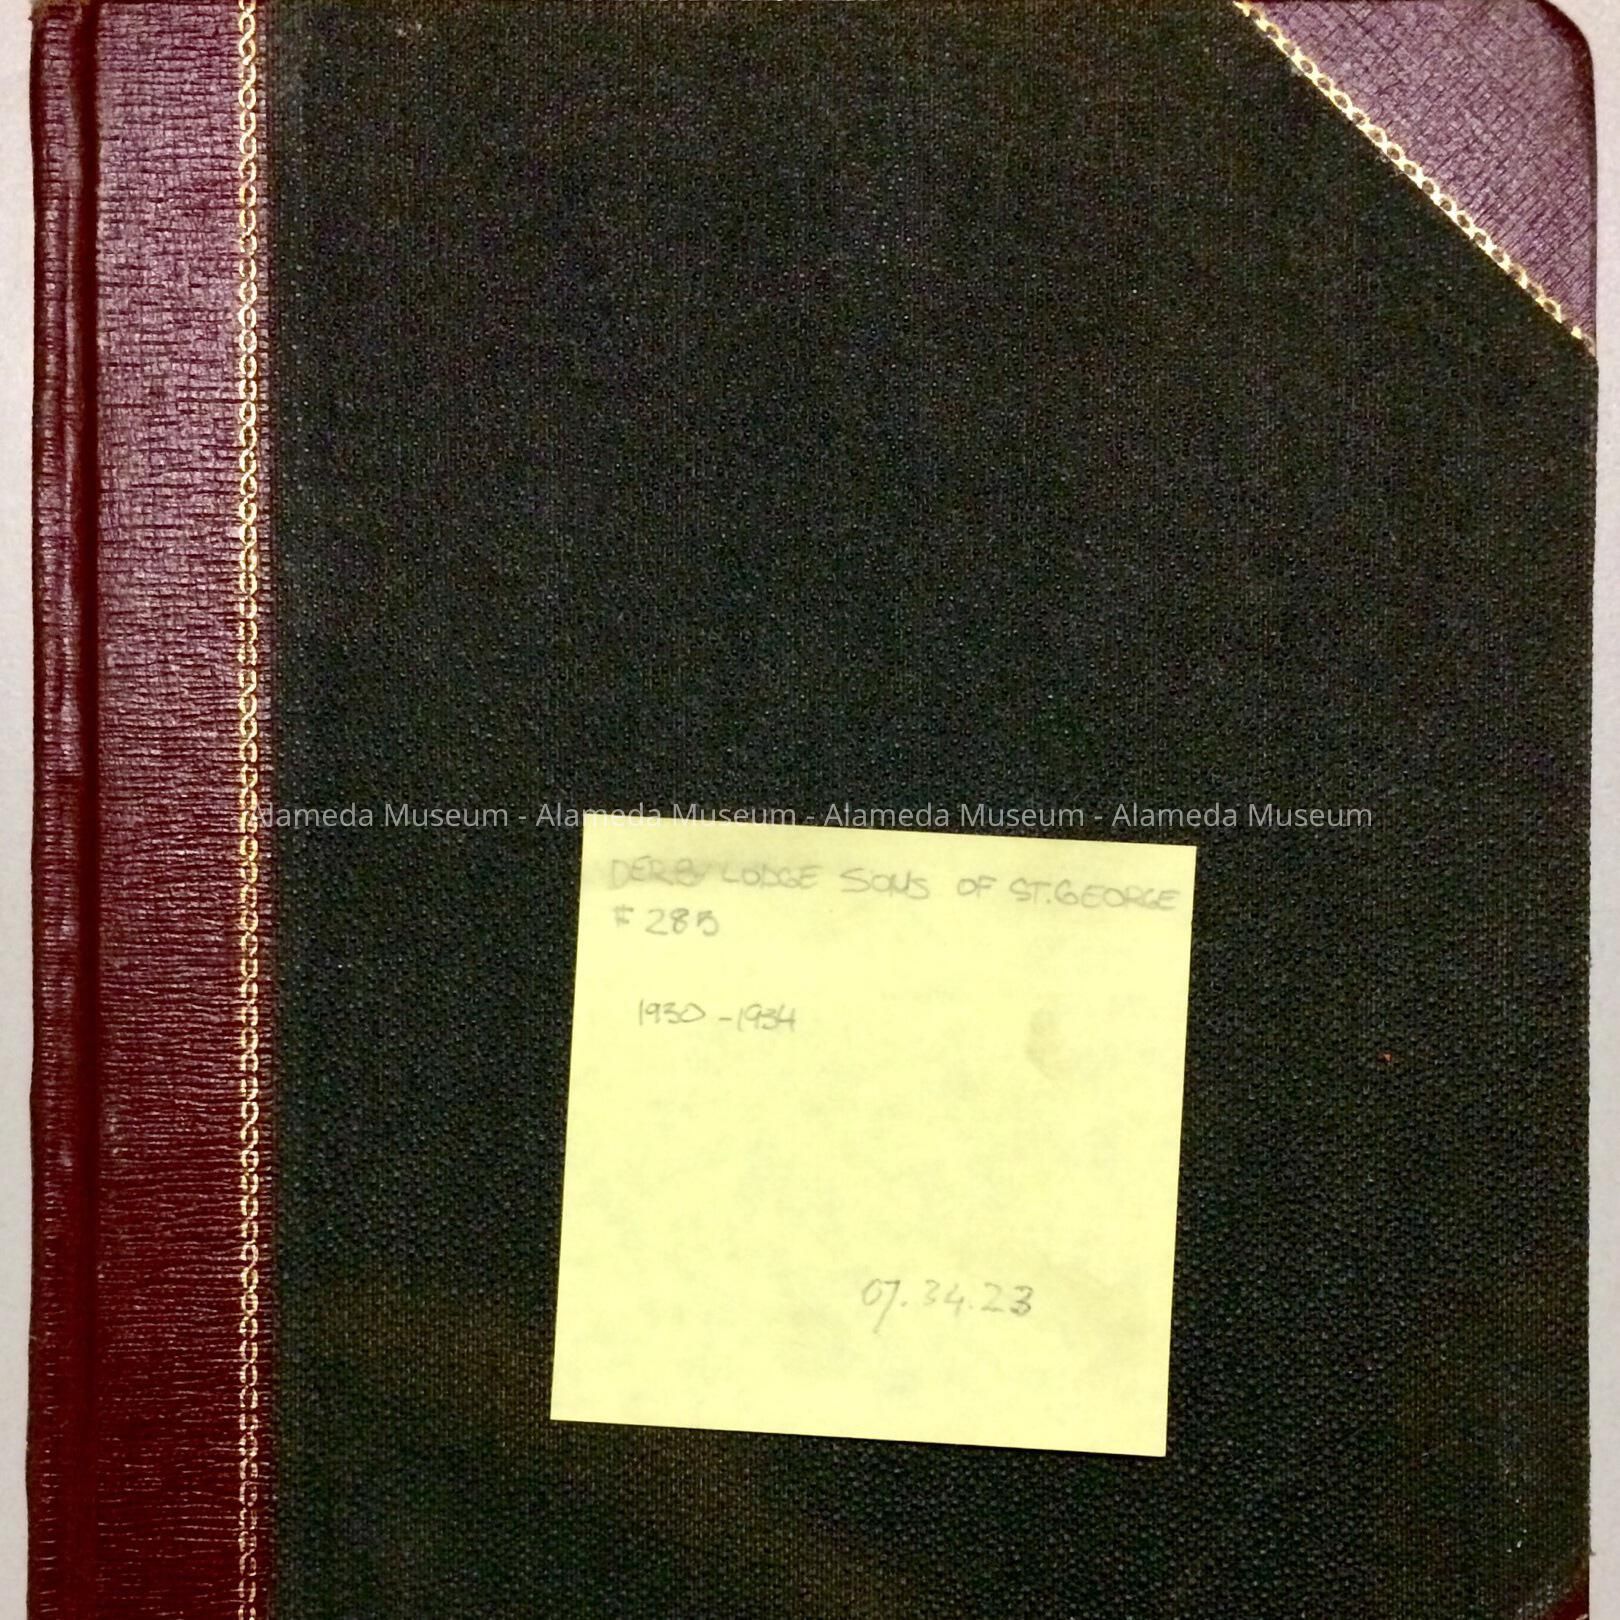 Alameda Museum - Alameda Museum - Alameda Museum - Alameda Museum
DERBY LODGE SONS OF ST. GEORGE
# 285
1930 - 1934
07.34.23